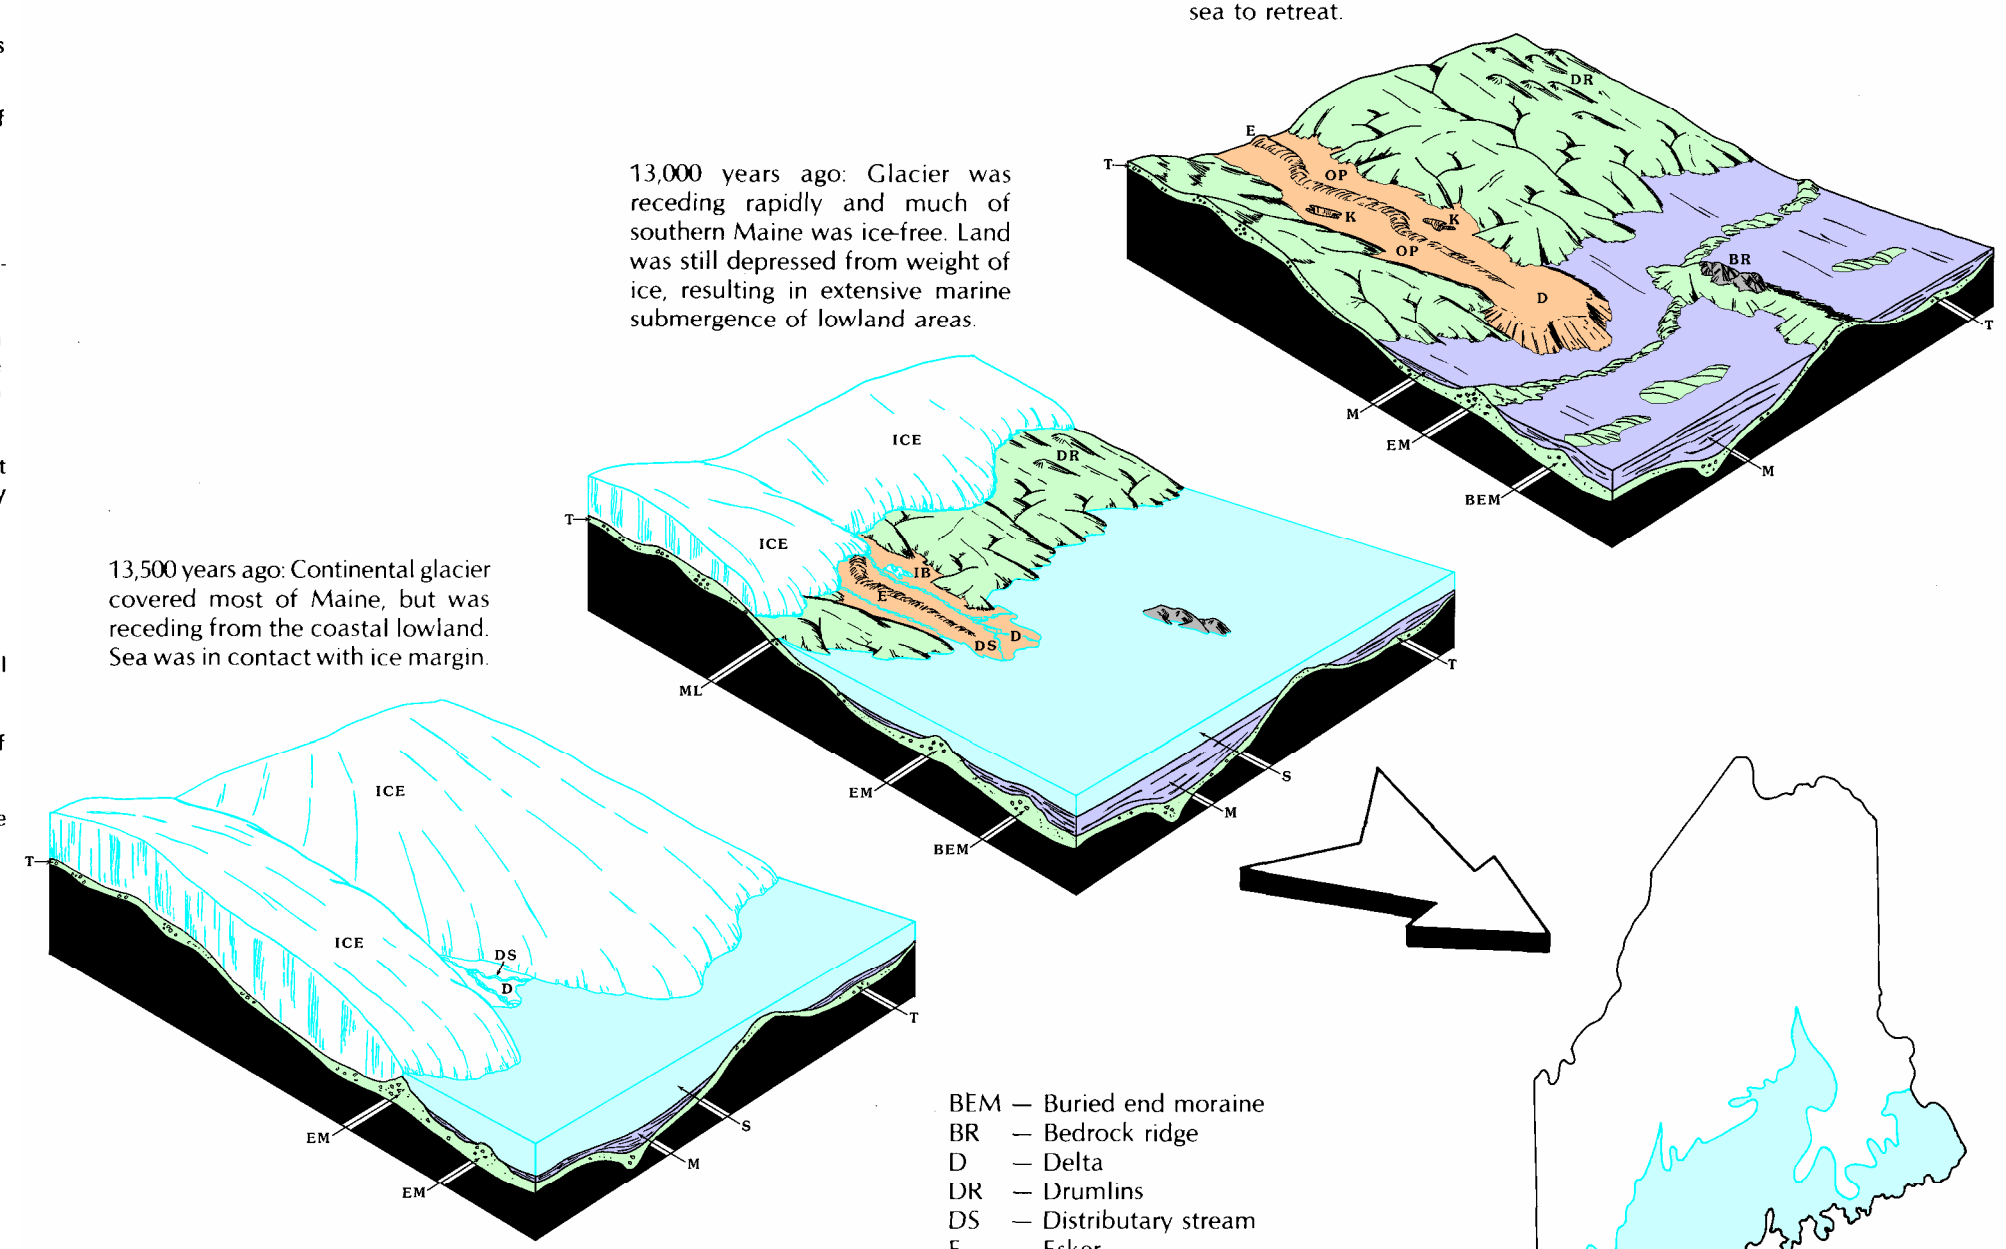 sea to retreat.
13,000 years ago: Glacier was
receding rapidly and much of
southern Maine was ice-free. Land
was still depressed from weight of
ice, resulting in extensive marine
submergence of lowland areas.
13,500 years ago: Continental glacier
covered most of Maine, but was
receding from the coastal lowland.
Sea was in contact with ice margin.
DR
E
T
OP
K
K
OP
BR
D
T
M
EM
M
BEM
ICE
DR
T
ICE
IB
E
D
DS
T
ML
S
EM
M
BEM
ICE
T
ICE
DS
D
T
S
EM
M
EM
BEM — Buried end moraine
BR — Bedrock ridge
D — Delta
DR — Drumlins
DS — Distributary stream
E Esker